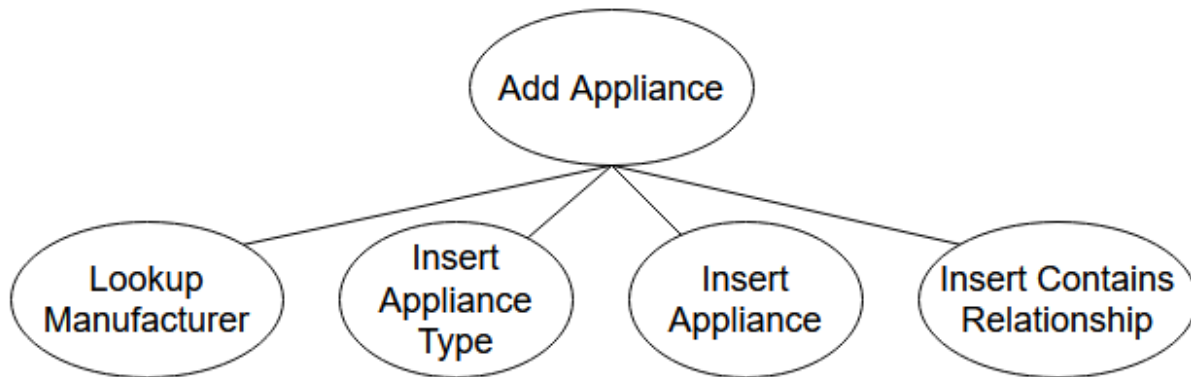 Add Appliance
Lookup
Manufacturer
Insert
Appliance
Type
Insert
Appliance
Insert Contains
Relationship